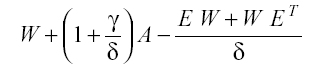 W + (1 + γ/δ) A − (E W + W E^T)/δ